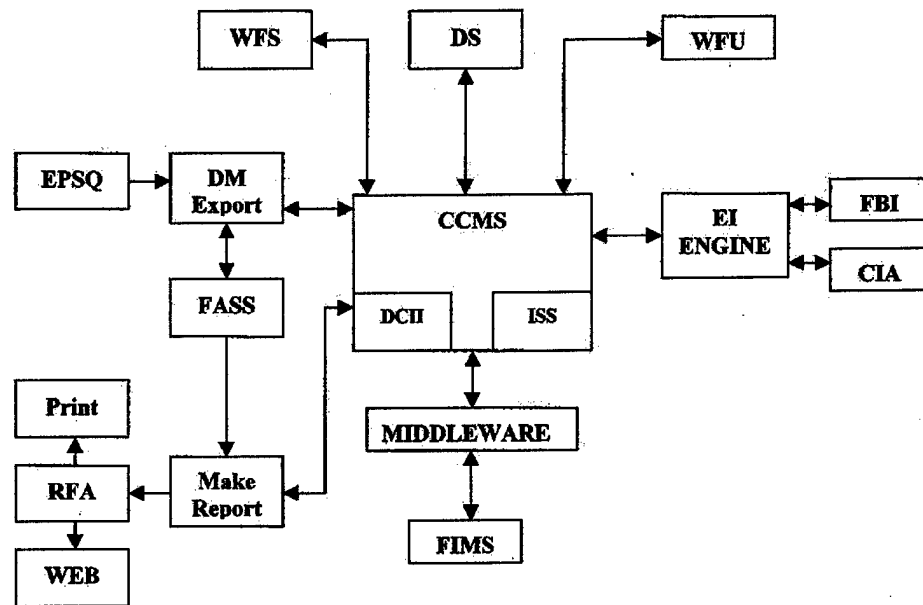 WFS
DS
WFU
EPSQ
DM
Export
CCMS
EI
ENGINE
FBI
CIA
FASS
DCII
ISS
Print
MIDDLEWARE
RFA
Make
Report
FIMS
WEB